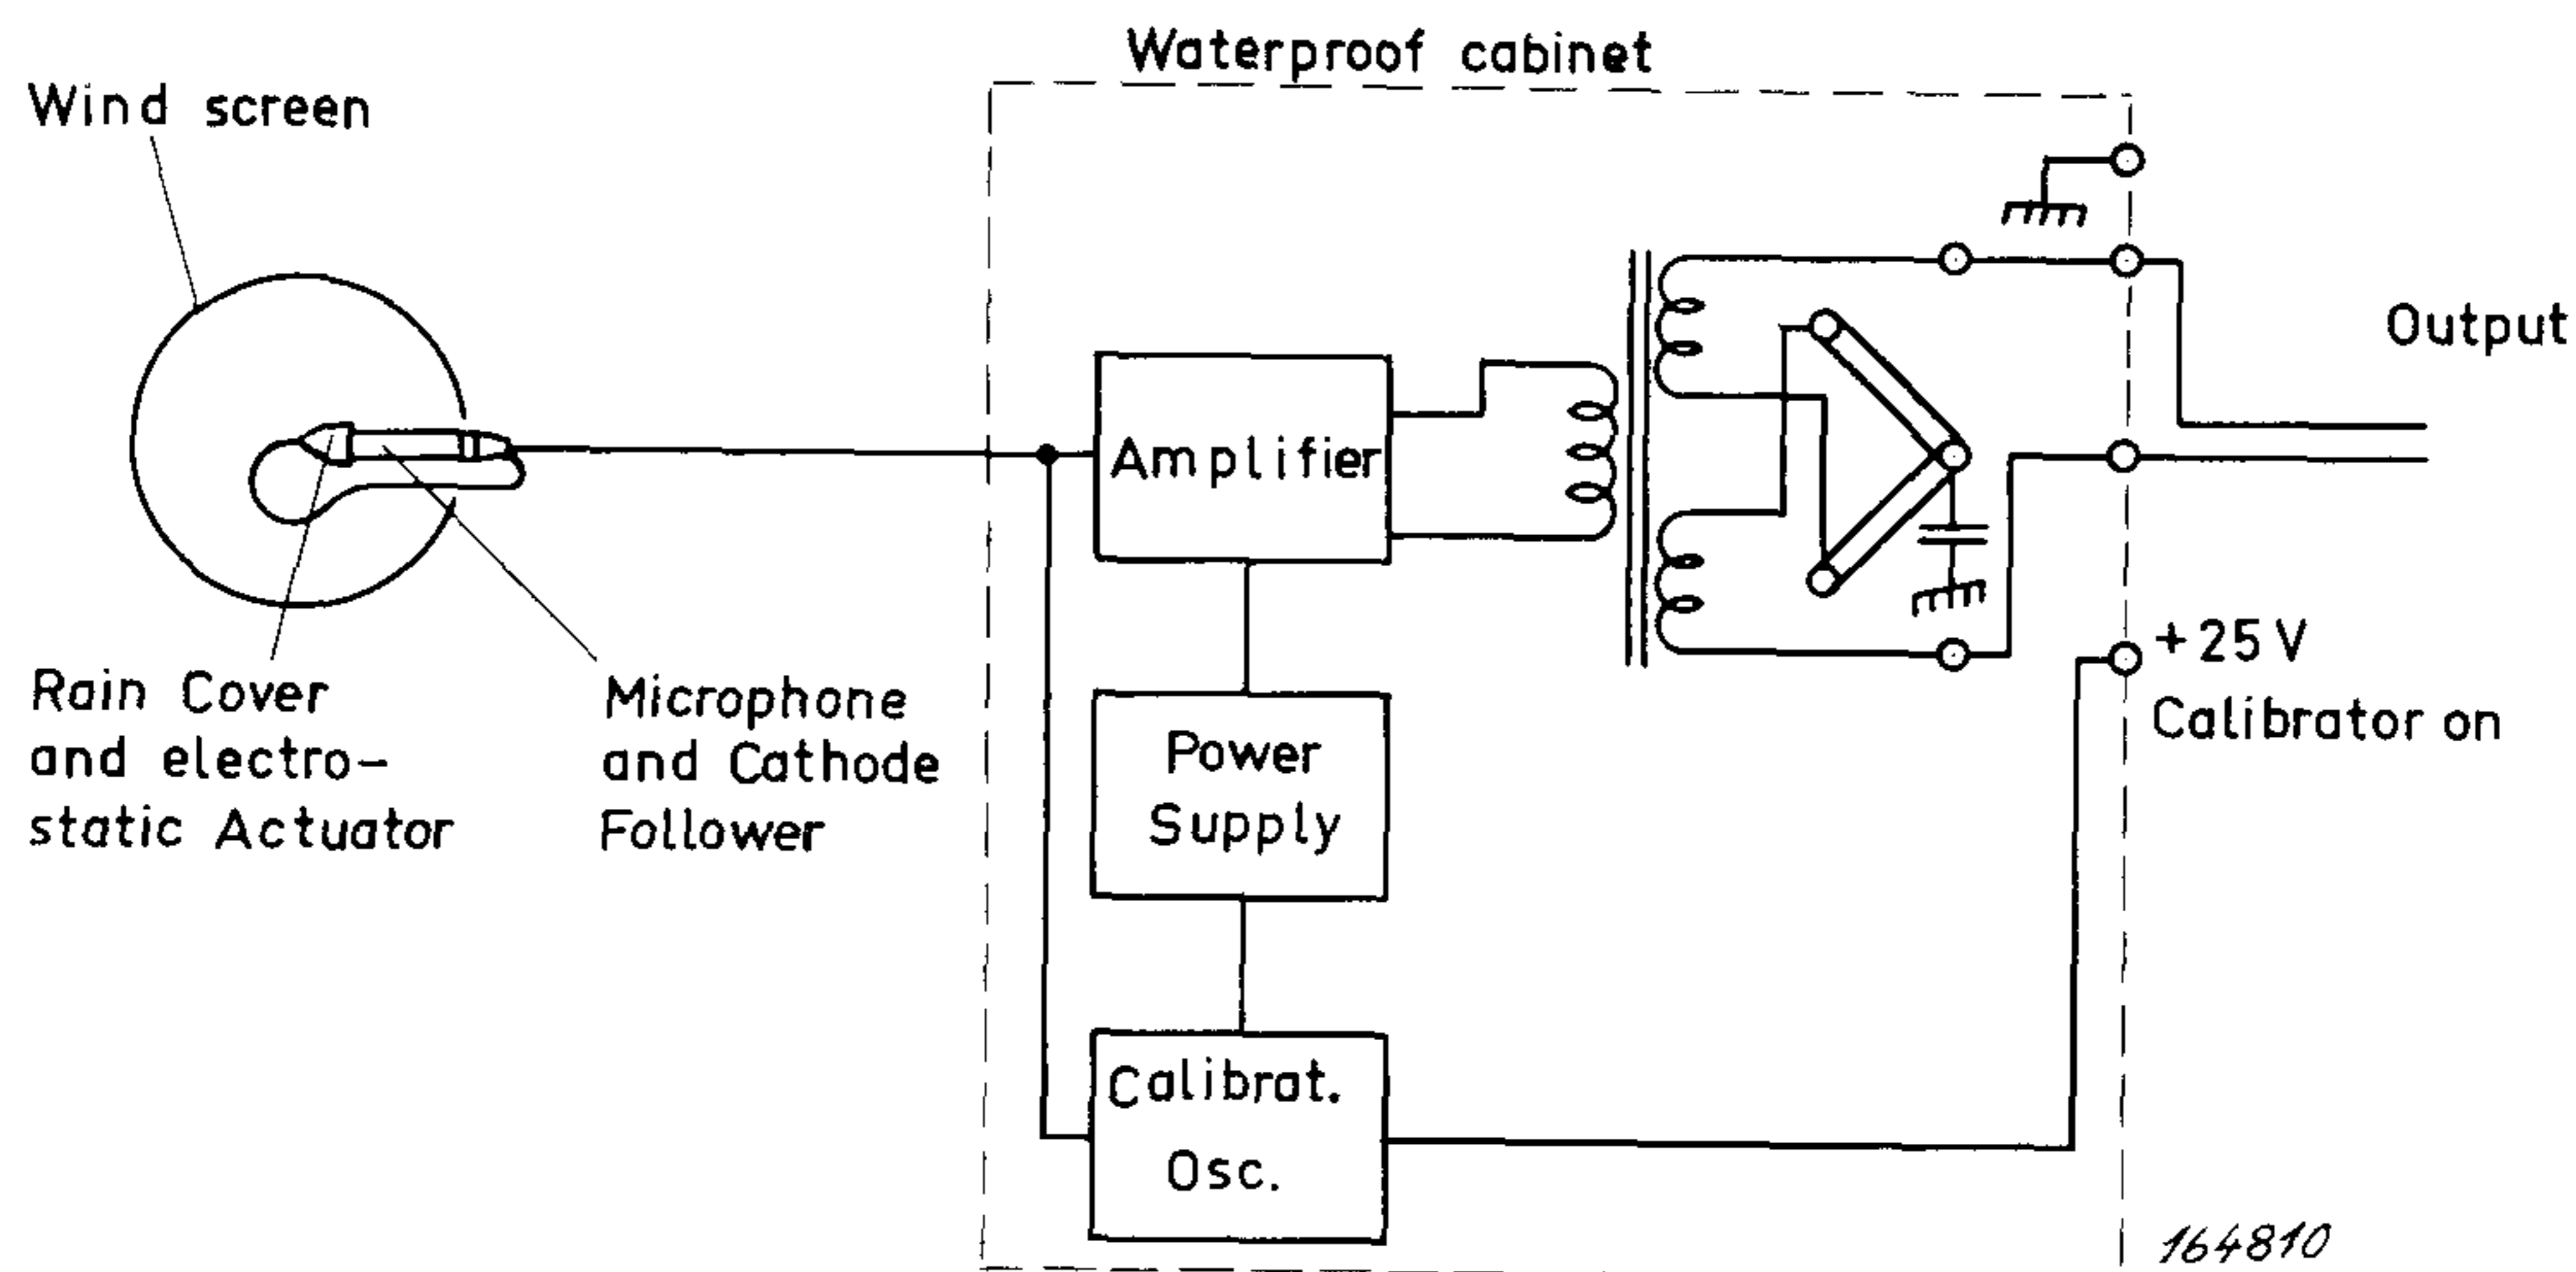 Waterproof cabinet
Wind screen
Output
Amplifier
+25V
Calibrator on
Rain Cover
and electro-
static Actuator
Microphone
and Cathode
Follower
Power
Supply
Calibrat.
Osc.
164810